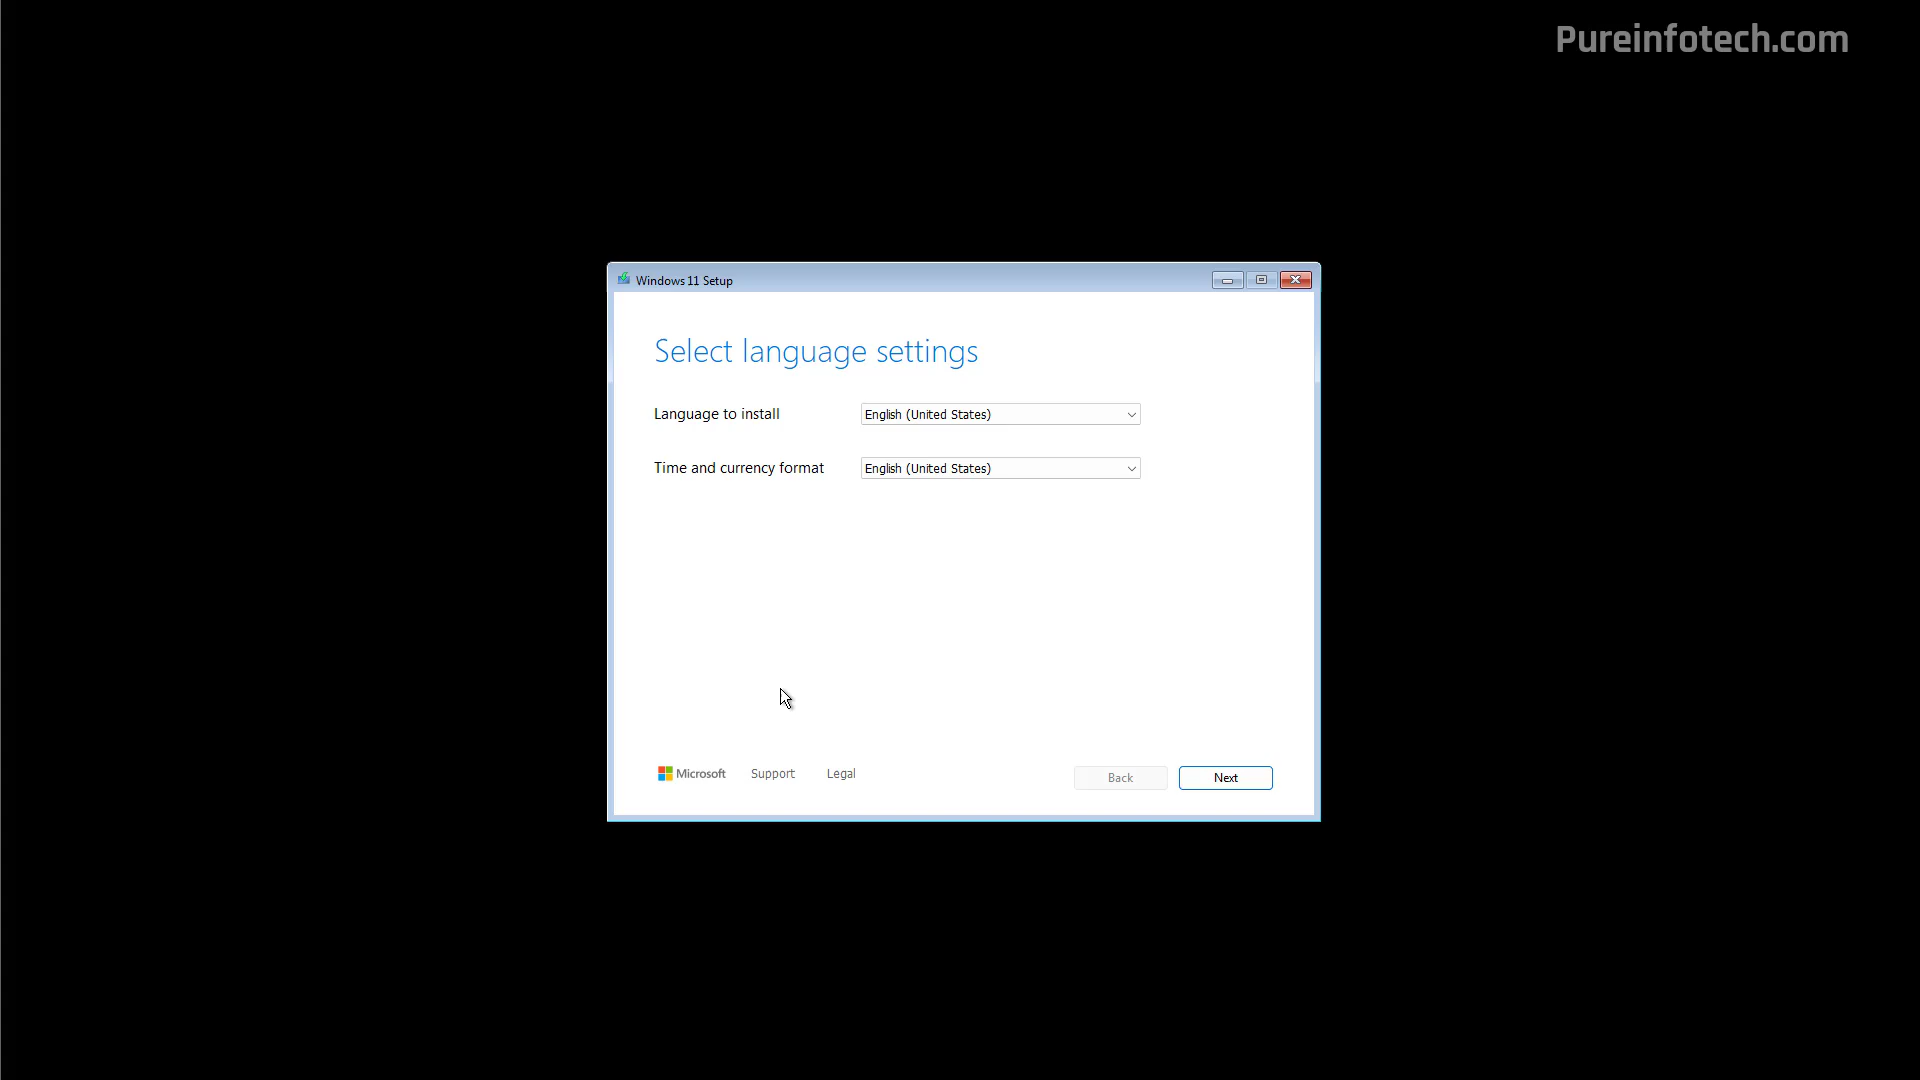 Pureinfotech.com
Windows 11 Setup
Select language settings
Language to install
English (United States)
Time and currency format
English (United States)
Microsoft
Support
Legal
Back
Next